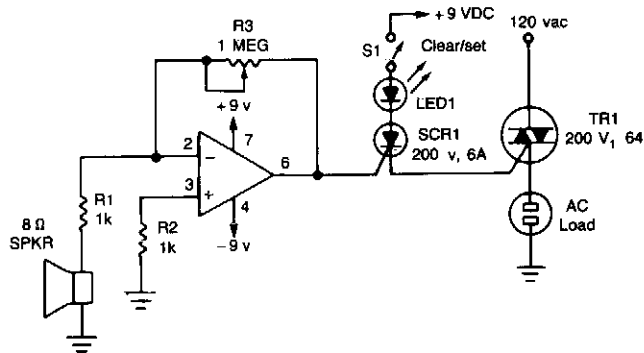 +9 VDC
R3
1 MEG
120 vac
S1
Clear/set
LED1
+9 v
7
TR1
200 V, 64
SCR1
200 v, 6A
2
−
6
3
+
4
R1
1k
R2
1k
−9 v
AC
Load
8 Ω
SPKR